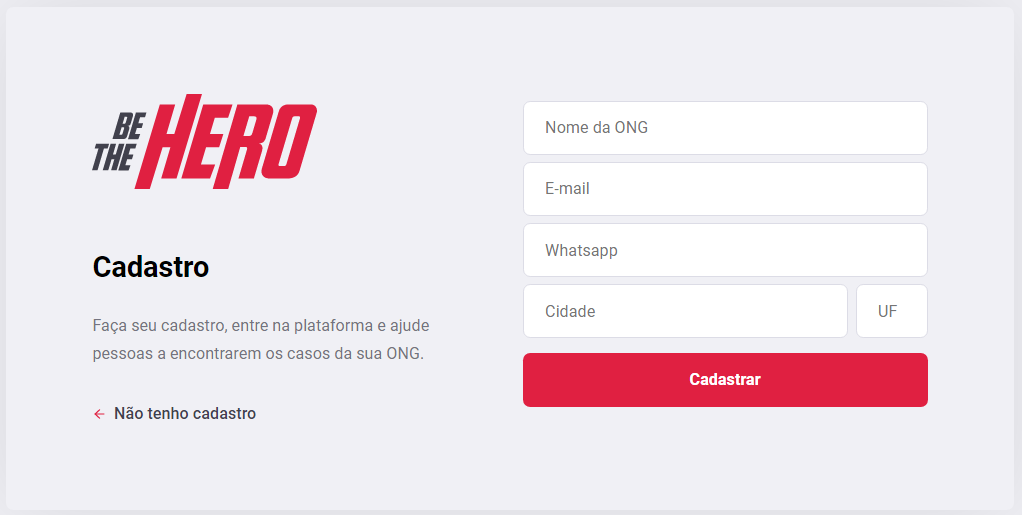 BE
THE
HERO
Cadastro
Faça seu cadastro, entre na plataforma e ajude
pessoas a encontrarem os casos da sua ONG.
Não tenho cadastro
Nome da ONG
E-mail
Whatsapp
Cidade
UF
Cadastrar